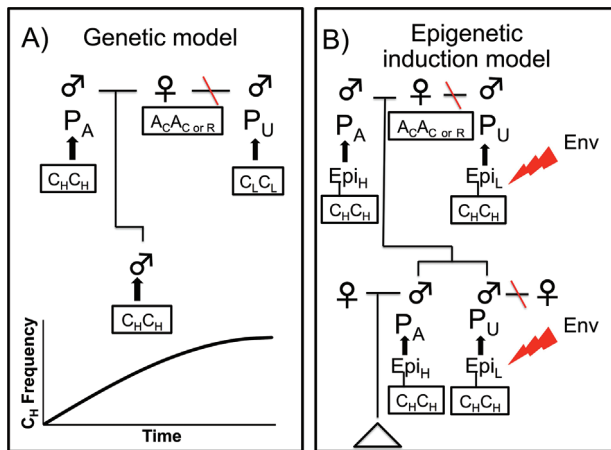 A) Genetic model
♂ ♀ ♂
P_A A_CA_C or R P_U
C_HC_H C_LC_L
♂
C_HC_H
C_H Frequency
Time
B) Epigenetic
induction model
♂ ♀ ♂
P_A A_CA_C or R P_U Env
Epi_H Epi_L
C_HC_H C_HC_H
♀ ♂ ♂ ♀
P_A P_U Env
Epi_H Epi_L
C_HC_H C_HC_H